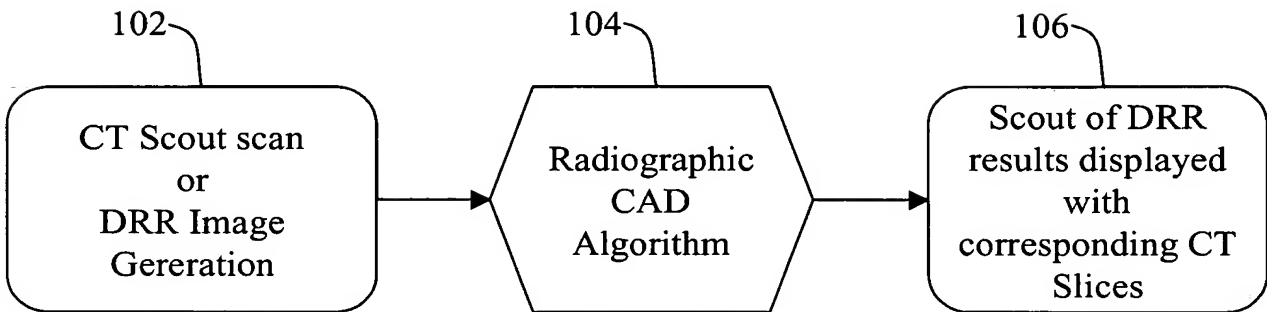 102
104
106
CT Scout scan
or
DRR Image
Gereration
Radiographic
CAD
Algorithm
Scout of DRR
results displayed
with
corresponding CT
Slices